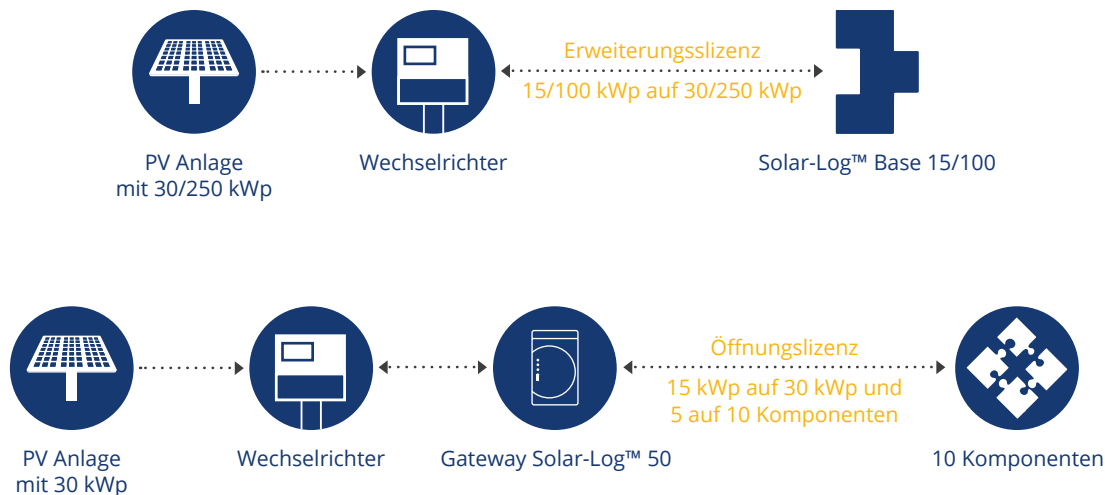 Erweiterungsslizenz
15/100 kWp auf 30/250 kWp
PV Anlage
mit 30/250 kWp
Wechselrichter
Solar-Log™ Base 15/100
Öffnungslizenz
15 kWp auf 30 kWp und
5 auf 10 Komponenten
PV Anlage
mit 30 kWp
Wechselrichter
Gateway Solar-Log™ 50
10 Komponenten